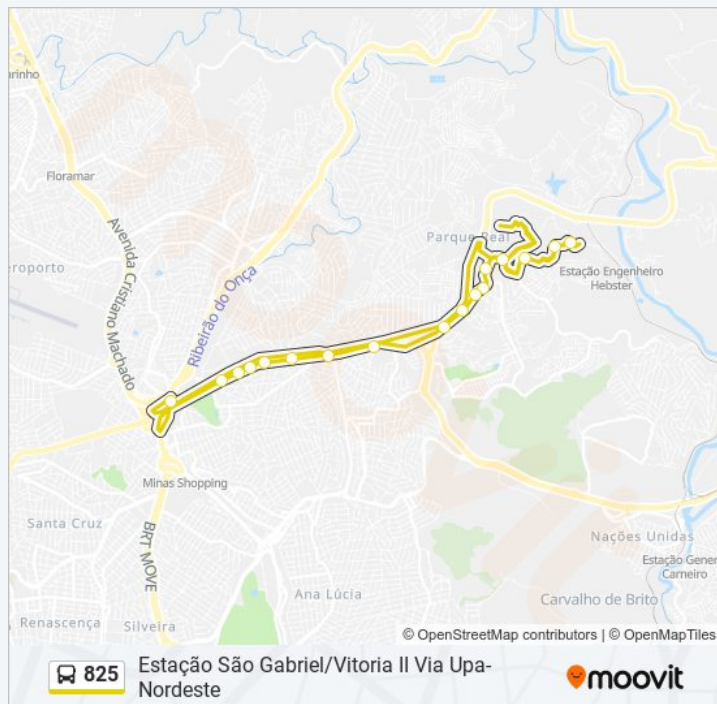 arinho
Floramar
Avenida Cristiano Machado
eroporto
Ribeirão do Onça
Parque Real
Estação Engenheiro
Hebster
Minas Shopping
Santa Cruz
BRT MOVE
Nações Unidas
Estação Gener
Carneiro
Ana Lúcia
Carvalho de Brito
Renascença
Silveira
© OpenStreetMap contributors | © OpenMapTiles
825
Estação São Gabriel/Vitoria II Via Upa-
Nordeste
moovit